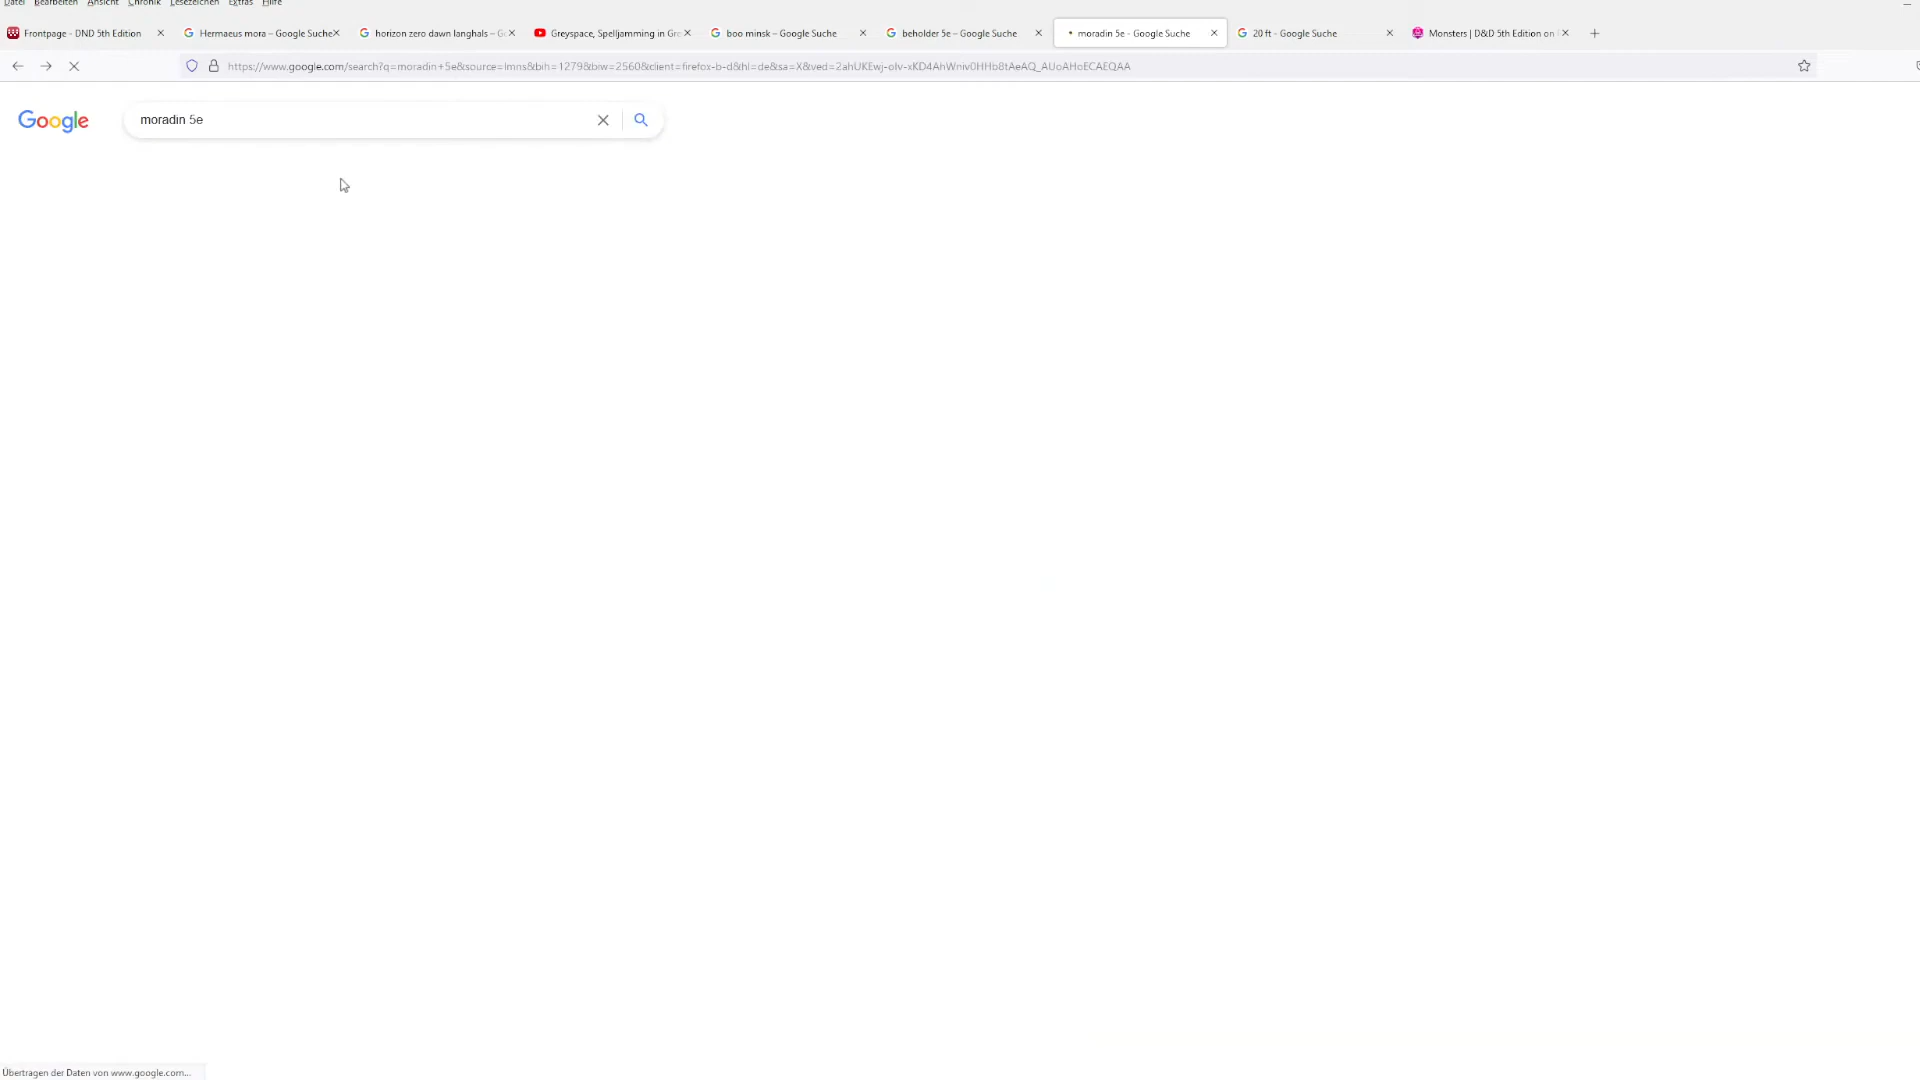 Datei Bearbeiten Ansicht Chronik Lesezeichen Extras Hilfe
Frontpage - DND 5th Edition
Hermaeus mora – Google Suche
horizon zero dawn langhals – Go
Greyspace, Spelljamming in Gre
boo minsk – Google Suche
beholder 5e – Google Suche
moradin 5e - Google Suche
20 ft - Google Suche
Monsters | D&D 5th Edition on
https://www.google.com/search?q=moradin+5e&source=lmns&bih=1279&biw=2560&client=firefox-b-d&hl=de&sa=X&ved=2ahUKEwj-olv-xKD4AhWniv0HHb8tAeAQ_AUoAHoECAEQAA
Google
moradin 5e
Übertragen der Daten von www.google.com...